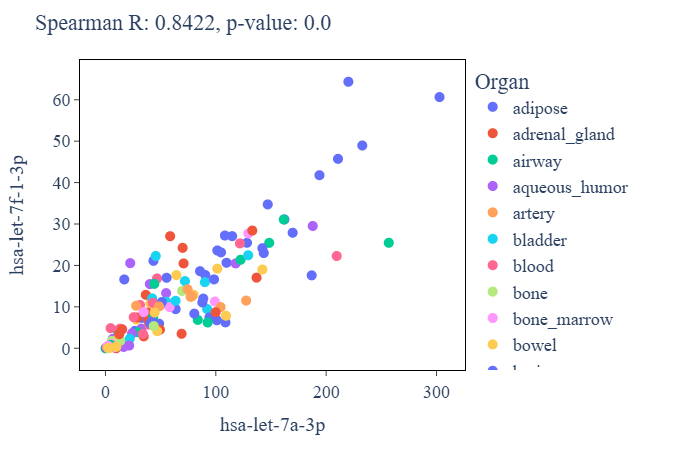 Spearman R: 0.8422, p-value: 0.0
Organ
adipose
adrenal_gland
airway
aqueous_humor
artery
bladder
blood
bone
bone_marrow
bowel
hsa-let-7f-1-3p
60
50
40
30
20
10
0
0 100 200 300
hsa-let-7a-3p